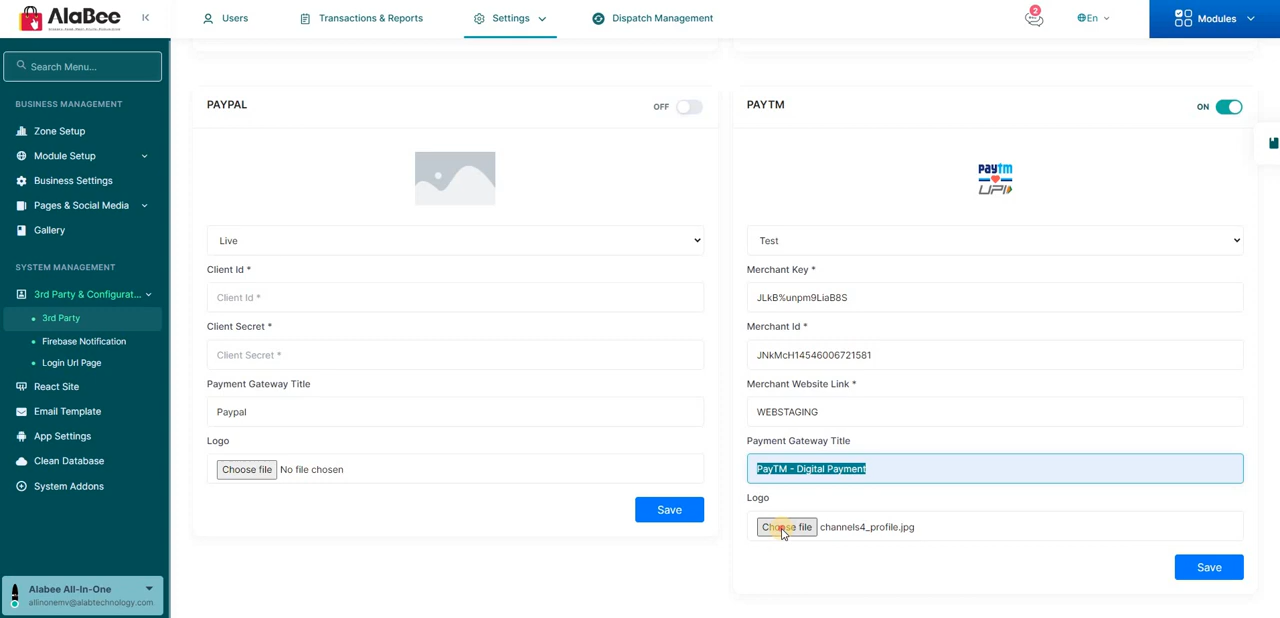 AlaBee
Users
Transactions & Reports
Settings
Dispatch Management
2
En
Modules
Search Menu...
BUSINESS MANAGEMENT
Zone Setup
Module Setup
Business Settings
Pages & Social Media
Gallery
SYSTEM MANAGEMENT
3rd Party & Configurat...
3rd Party
Firebase Notification
Login Url Page
React Site
Email Template
App Settings
Clean Database
System Addons
Alabee All-In-One
allinonemv@alabtechnology.com
PAYPAL
OFF
Live
Client Id *
Client Id *
Client Secret *
Client Secret *
Payment Gateway Title
Paypal
Logo
Choose file No file chosen
Save
PAYTM
ON
paytm
UPI
Test
Merchant Key *
JLkB%unpm9LiaB8S
Merchant Id *
JNkMcH14546006721581
Merchant Website Link *
WEBSTAGING
Payment Gateway Title
PayTM - Digital Payment
Logo
Choose file channels4_profile.jpg
Save